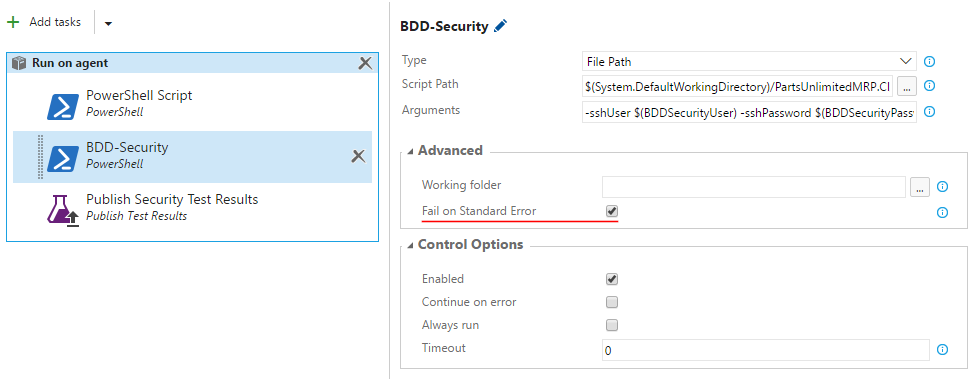 Add tasks
Run on agent
PowerShell Script
PowerShell
BDD-Security
PowerShell
Publish Security Test Results
Publish Test Results
BDD-Security
Type File Path
Script Path $(System.DefaultWorkingDirectory)/PartsUnlimitedMRP.CI ...
Arguments -sshUser $(BDDSecurityUser) -sshPassword $(BDDSecurityPass
Advanced
Working folder ...
Fail on Standard Error
Control Options
Enabled
Continue on error
Always run
Timeout 0